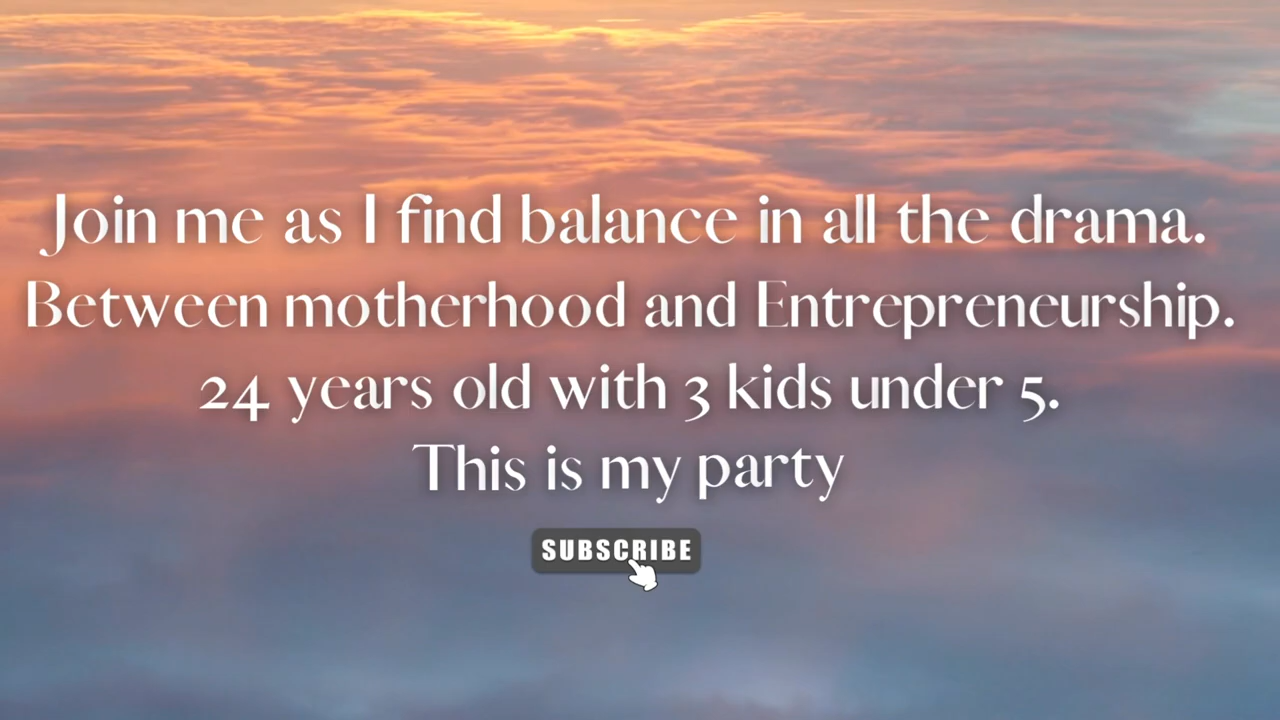 Join me as I find balance in all the drama.
Between motherhood and Entrepreneurship.
24 years old with 3 kids under 5.
This is my party
SUBSCRIBE